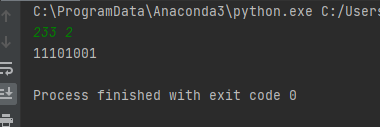 C:\ProgramData\Anaconda3\python.exe C:/Users
233 2
11101001
Process finished with exit code 0